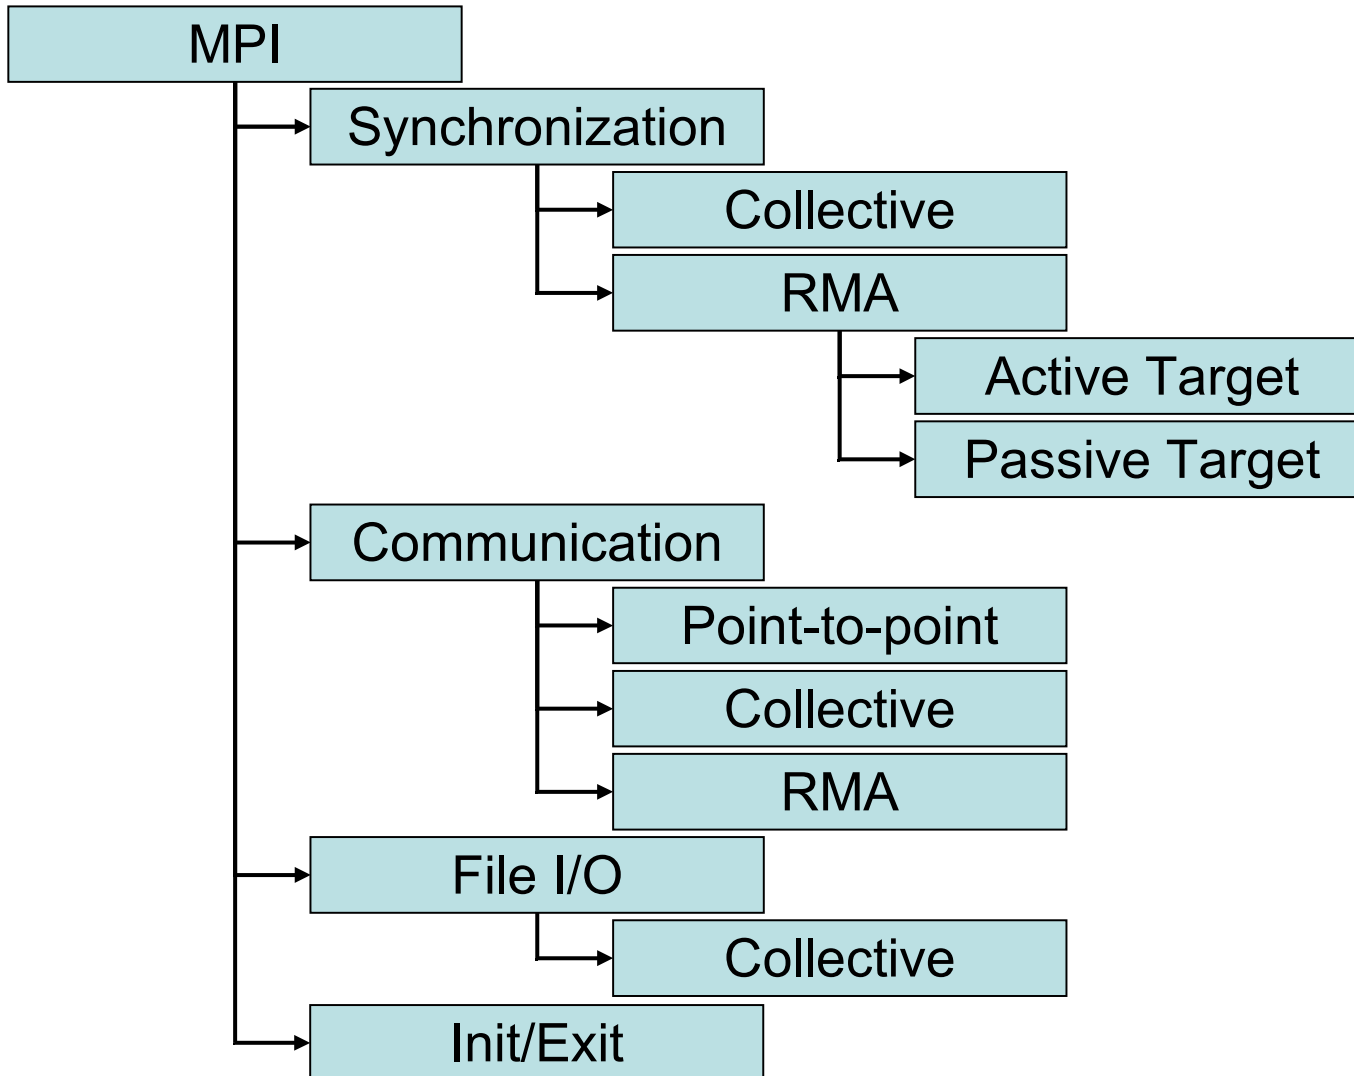 MPI
Synchronization
Collective
RMA
Active Target
Passive Target
Communication
Point-to-point
Collective
RMA
File I/O
Collective
Init/Exit